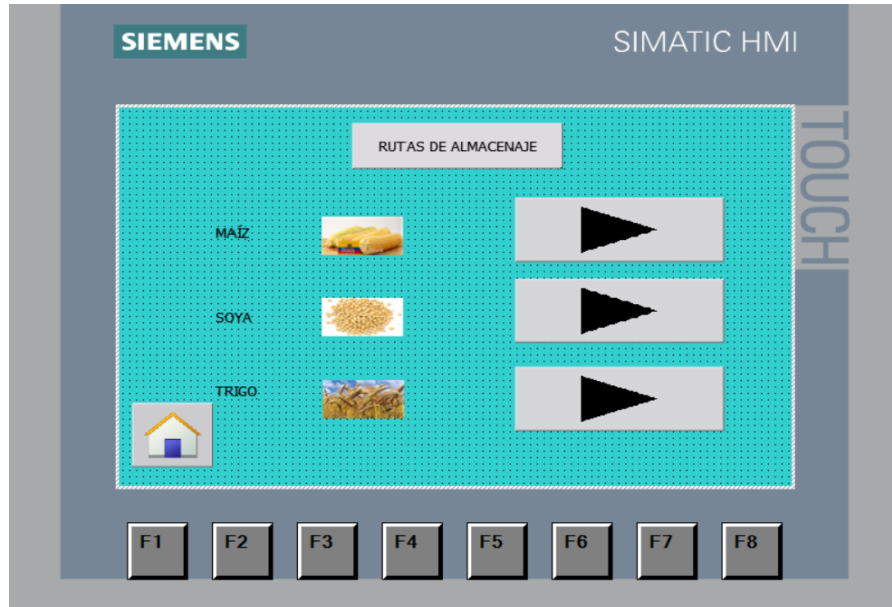 SIEMENS
SIMATIC HMI
TOUCH
RUTAS DE ALMACENAJE
MAÍZ
SOYA
TRIGO
F1 F2 F3 F4 F5 F6 F7 F8